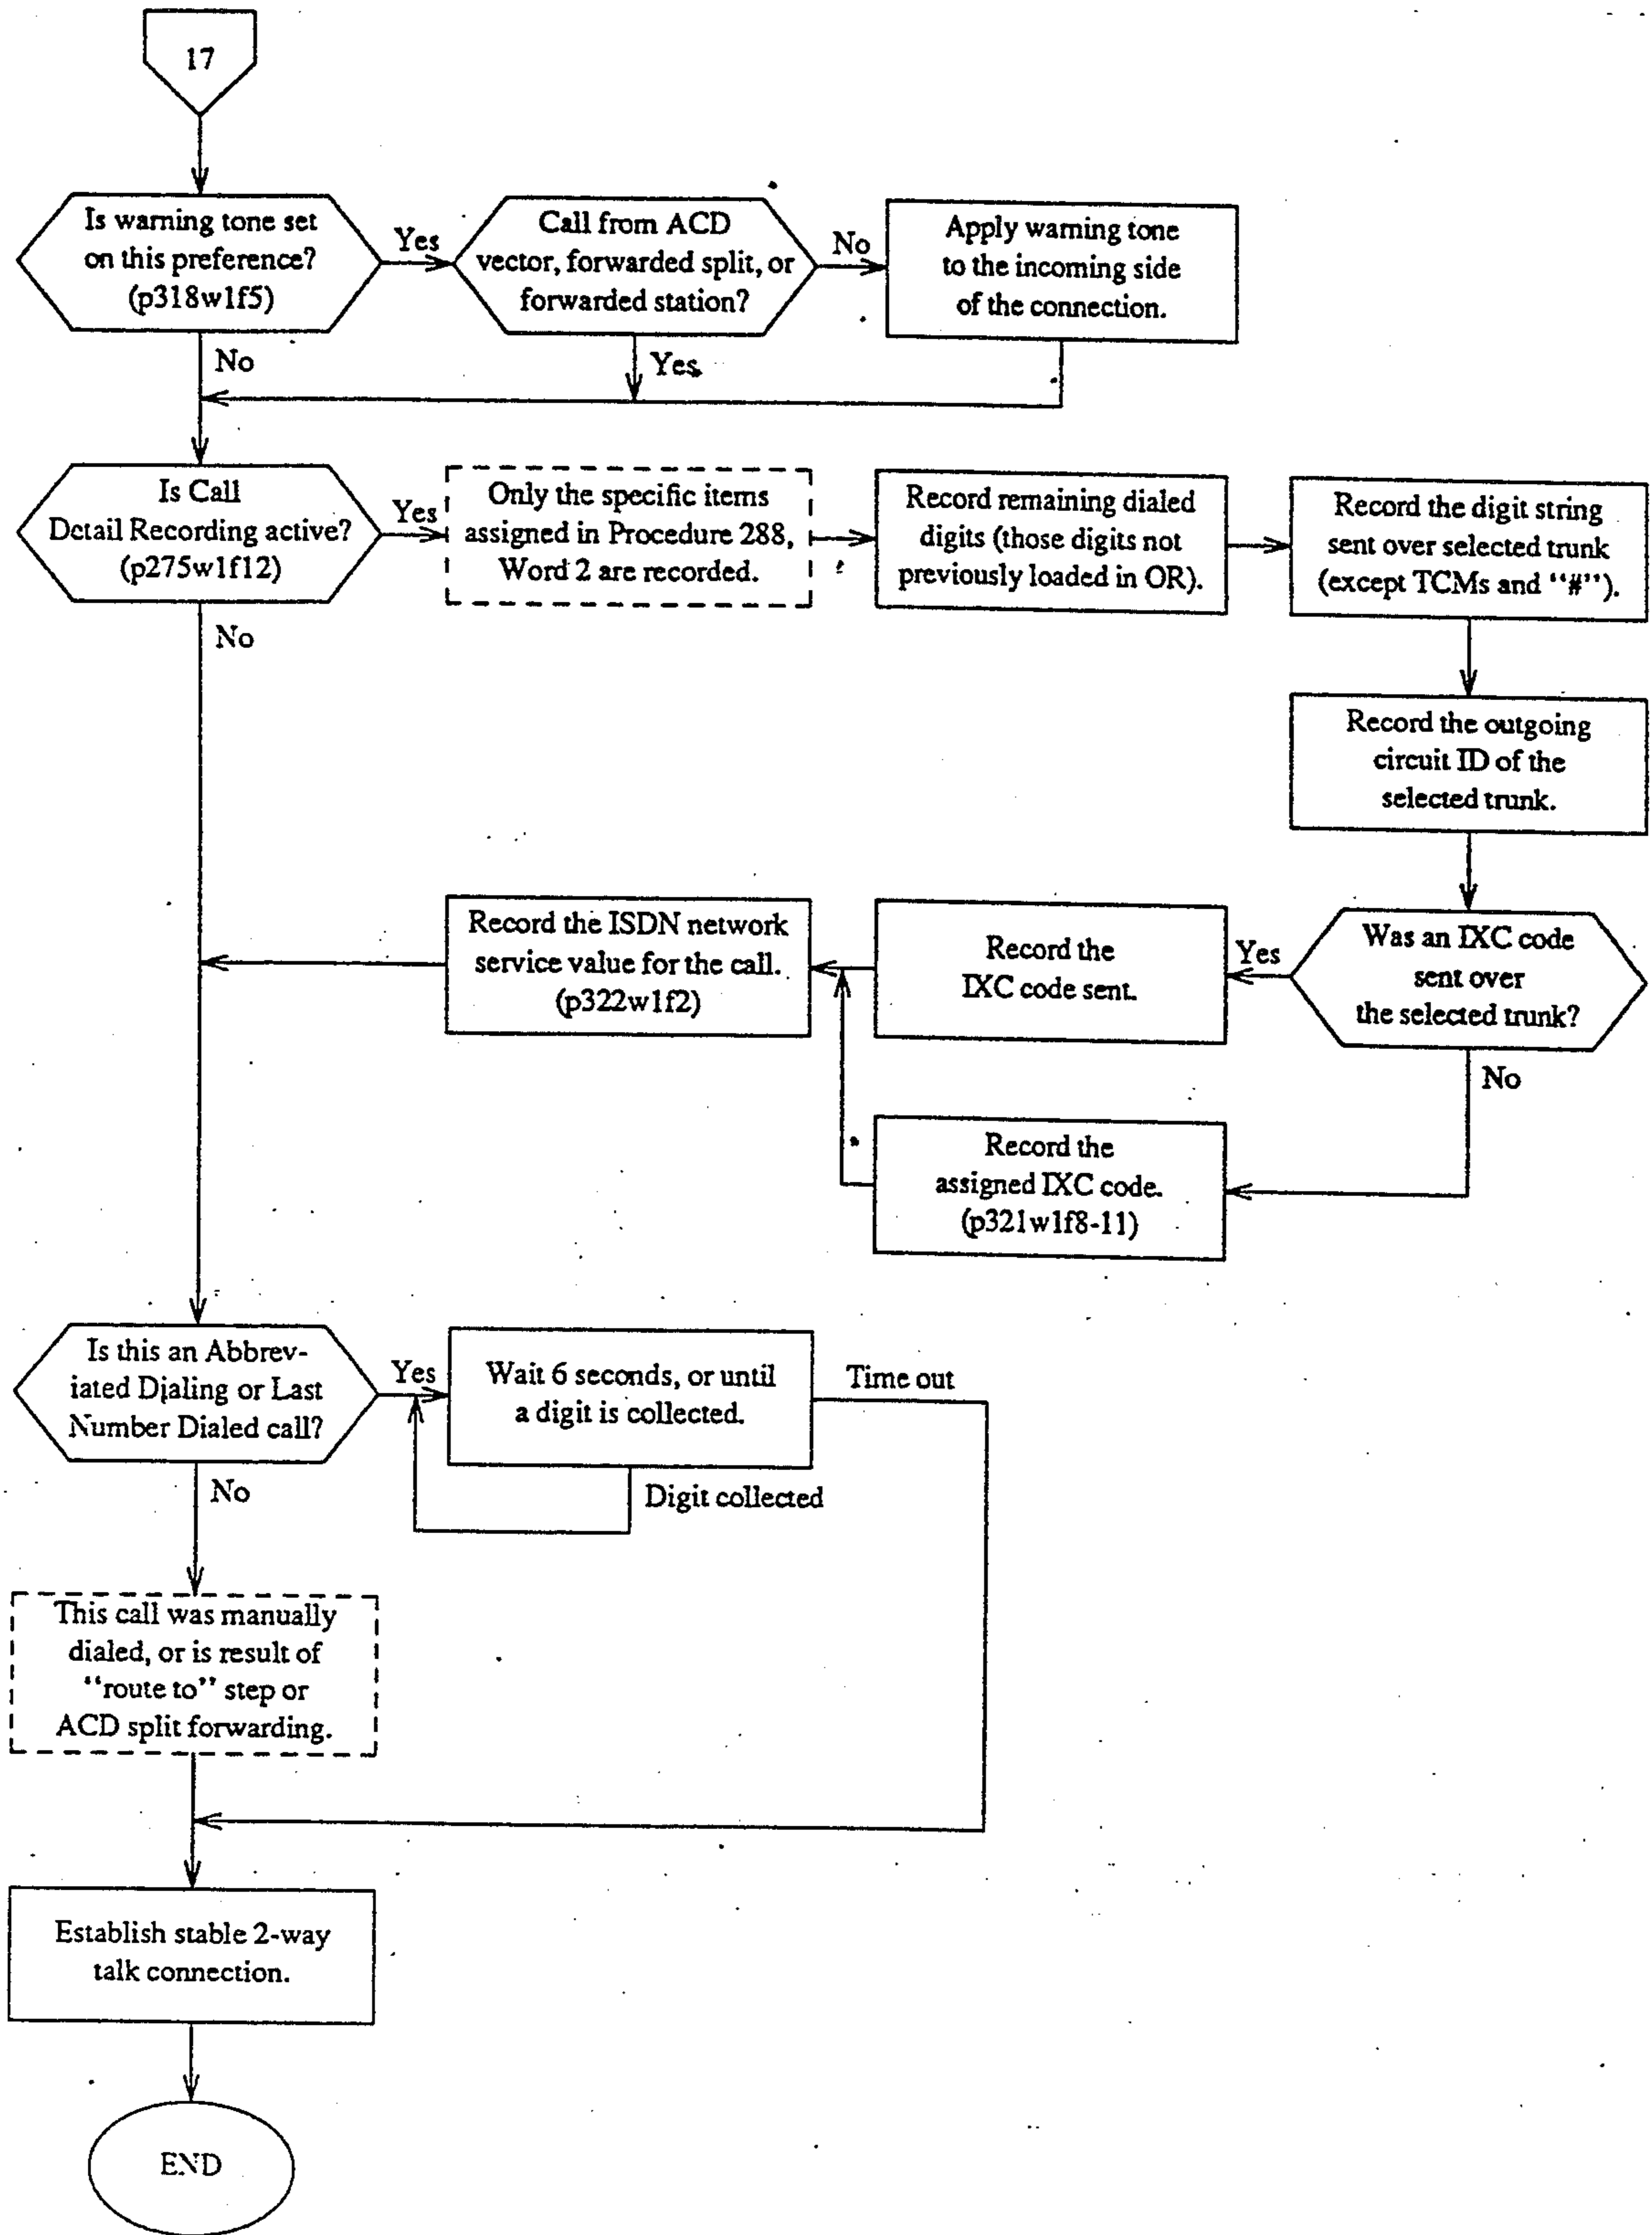 17
Is warning tone set
on this preference?
(p318w1f5)
Yes
Call from ACD
vector, forwarded split, or
forwarded station?
No
Apply warning tone
to the incoming side
of the connection.
No
Yes
Is Call
Detail Recording active?
(p275w1f12)
Yes
Only the specific items
assigned in Procedure 288,
Word 2 are recorded.
Record remaining dialed
digits (those digits not
previously loaded in OR).
Record the digit string
sent over selected trunk
(except TCMs and “#”).
No
Record the outgoing
circuit ID of the
selected trunk.
Record the ISDN network
service value for the call.
(p322w1f2)
Record the
IXC code sent.
Yes
Was an IXC code
sent over
the selected trunk?
No
Record the
assigned IXC code.
(p321w1f8-11)
Is this an Abbrev-
iated Dialing or Last
Number Dialed call?
Yes
Wait 6 seconds, or until
a digit is collected.
Time out
No
Digit collected
This call was manually
dialed, or is result of
“route to” step or
ACD split forwarding.
Establish stable 2-way
talk connection.
END